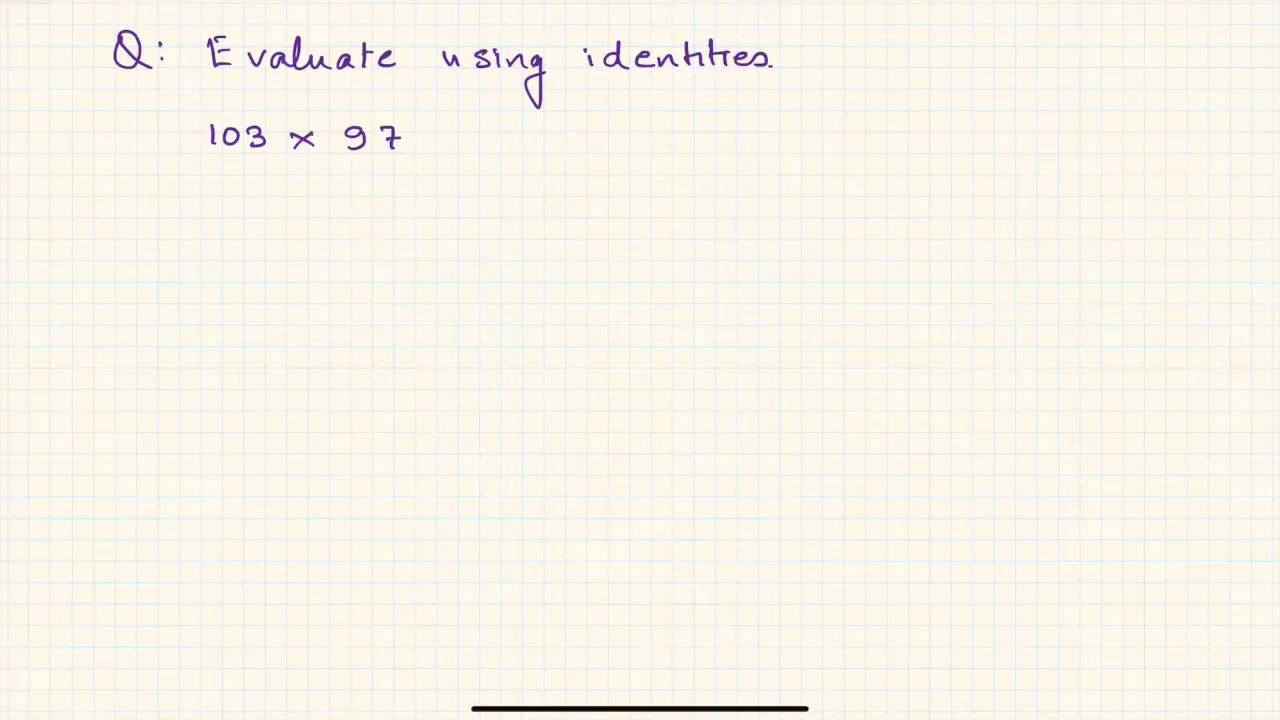 Q: Evaluate using identities.
103 × 97